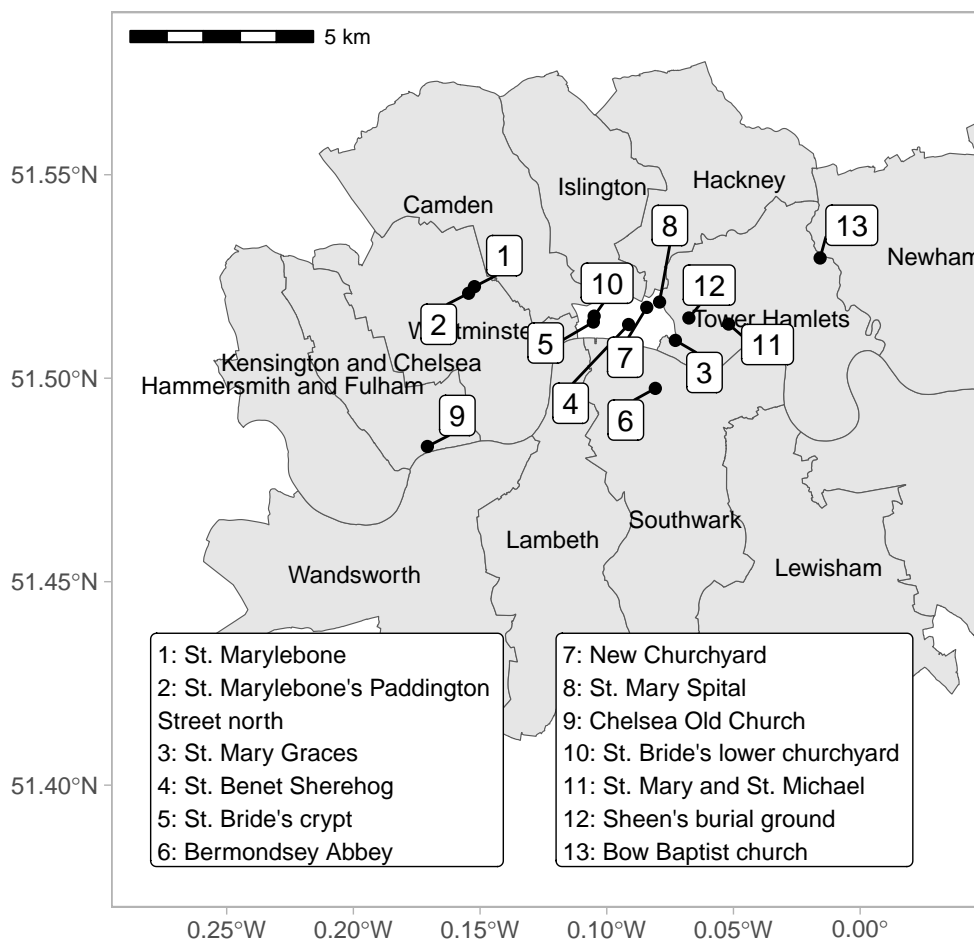 5 km
51.55°N
51.50°N
51.45°N
51.40°N
Hackney
Islington
Camden
8
13
1
Newham
10
12
2
Westminster
Tower Hamlets
5
7
11
Kensington and Chelsea
3
Hammersmith and Fulham
4
9
6
Southwark
Lambeth
Lewisham
Wandsworth
1: St. Marylebone
2: St. Marylebone's Paddington
Street north
3: St. Mary Graces
4: St. Benet Sherehog
5: St. Bride's crypt
6: Bermondsey Abbey
7: New Churchyard
8: St. Mary Spital
9: Chelsea Old Church
10: St. Bride's lower churchyard
11: St. Mary and St. Michael
12: Sheen's burial ground
13: Bow Baptist church
0.25°W
0.20°W
0.15°W
0.10°W
0.05°W
0.00°